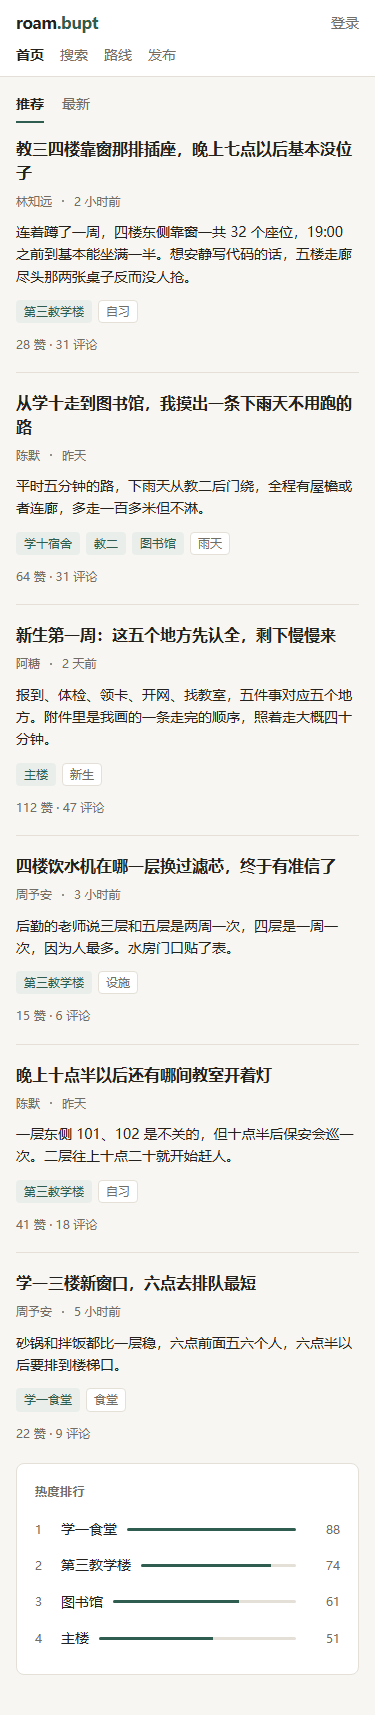 roam.bupt
登录
首页 搜索 路线 发布
推荐 最新
教三四楼靠窗那排插座，晚上七点以后基本没位
子
林知远 · 2 小时前
连着蹲了一周，四楼东侧靠窗一共 32 个座位，19:00
之前到基本能坐满一半。想安静写代码的话，五楼走廊
尽头那两张桌子反而没人抢。
第三教学楼 自习
28 赞 · 31 评论
从学十走到图书馆，我摸出一条下雨天不用跑的
路
陈默 · 昨天
平时五分钟的路，下雨天从教二后门绕，全程有屋檐或
者连廊，多走一百多米但不淋。
学十宿舍 教二 图书馆 雨天
64 赞 · 31 评论
新生第一周：这五个地方先认全，剩下慢慢来
阿糖 · 2 天前
报到、体检、领卡、开网、找教室，五件事对应五个地
方。附件里是我画的一条走完的顺序，照着走大概四十
分钟。
主楼 新生
112 赞 · 47 评论
四楼饮水机在哪一层换过滤芯，终于有准信了
周予安 · 3 小时前
后勤的老师说三层和五层是两周一次，四层是一周一
次，因为人最多。水房门口贴了表。
第三教学楼 设施
15 赞 · 6 评论
晚上十点半以后还有哪间教室开着灯
陈默 · 昨天
一层东侧 101、102 是不关的，但十点半后保安会巡一
次。二层往上十点二十就开始赶人。
第三教学楼 自习
41 赞 · 18 评论
学一三楼新窗口，六点去排队最短
周予安 · 5 小时前
砂锅和拌饭都比一层稳，六点前面五六个人，六点半以
后要排到楼梯口。
学一食堂 食堂
22 赞 · 9 评论
热度排行
1 学一食堂 88
2 第三教学楼 74
3 图书馆 61
4 主楼 51